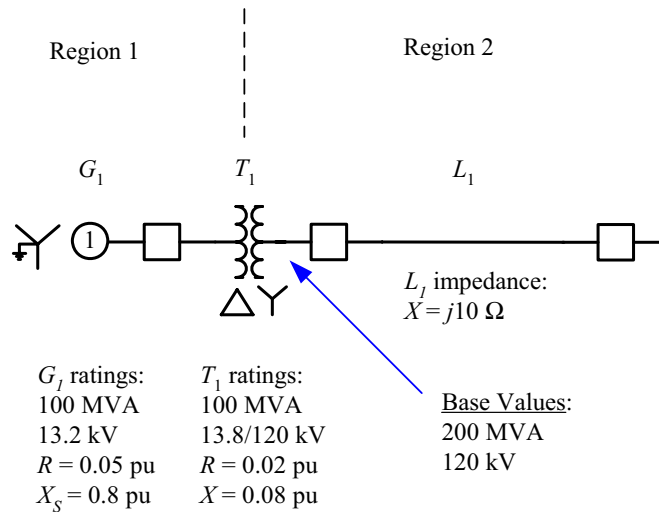 Region 1
Region 2
G₁
T₁
L₁
1
L₁ impedance:
X = j10 Ω
G₁ ratings:
100 MVA
13.2 kV
R = 0.05 pu
X_S = 0.8 pu
T₁ ratings:
100 MVA
13.8/120 kV
R = 0.02 pu
X = 0.08 pu
Base Values:
200 MVA
120 kV